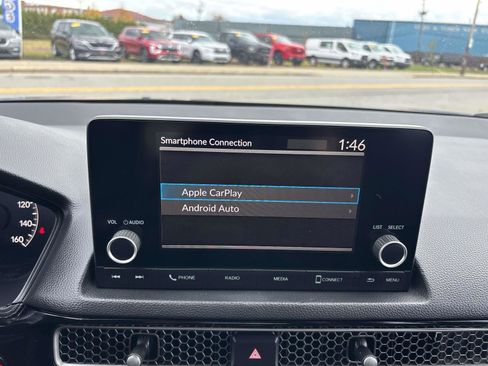 Smartphone Connection 1:46
Apple CarPlay
Android Auto
VOL AUDIO
LIST SELECT
PHONE RADIO MEDIA CONNECT MENU
120
140
160